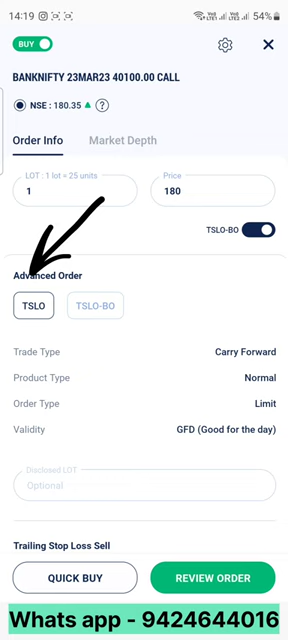 14:19 54%
BUY
BANKNIFTY 23MAR23 40100.00 CALL
NSE: 180.35 ?
Order Info Market Depth
LOT : 1 lot = 25 units Price
1 180
TSLO-BO
Advanced Order
TSLO TSLO-BO
Trade Type Carry Forward
Product Type Normal
Order Type Limit
Validity GFD (Good for the day)
Disclosed LOT
Optional
Trailing Stop Loss Sell
QUICK BUY REVIEW ORDER
Whats app - 9424644016